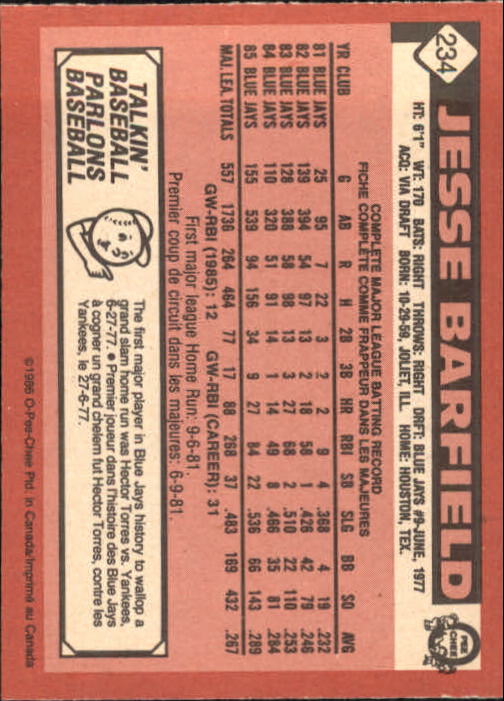 234
JESSE BARFIELD
O PEE CHEE
HT: 6'1" WT: 170 BATS: RIGHT THROWS: RIGHT DRFT: BLUE JAYS #9-JUNE, 1977
ACQ: VIA DRAFT BORN: 10-29-59, JOLIET, ILL. HOME: HOUSTON, TEX.
COMPLETE MAJOR LEAGUE BATTING RECORD
FICHE COMPLÈTE COMME FRAPPEUR DANS LES MAJEURES
YR CLUB G AB R H 2B 3B HR RBI SB SLG BB SO AVG
81 BLUE JAYS 25 95 7 22 3 2 2 9 4 .368 4 19 .232
82 BLUE JAYS 139 394 54 97 13 2 18 58 1 .426 42 79 .246
83 BLUE JAYS 128 388 58 98 13 3 27 68 2 .510 22 110 .253
84 BLUE JAYS 110 320 51 91 14 1 14 49 8 .466 35 81 .284
85 BLUE JAYS 155 539 94 156 34 9 27 84 22 .536 66 143 .289
MAJ. LEA. TOTALS 557 1736 264 464 77 17 88 268 37 .483 169 432 .267
GW-RBI (1985): 12 GW-RBI (CAREER): 31
First major league Home Run: 9-6-81.
Premier coup de circuit dans les majeures: 6-9-81.
TALKIN'
BASEBALL
PARLONS
BASEBALL
The first major player in Blue Jays history to wallop a
grand slam home run was Hector Torres vs. Yankees,
6-27-77. • Premier joueur dans l'histoire des Blue Jays
à cogner un grand chelem fut Hector Torres, contre les
Yankees, le 27-6-77.
©1986 O-Pee-Chee Ptd. in Canada/Imprimé au Canada